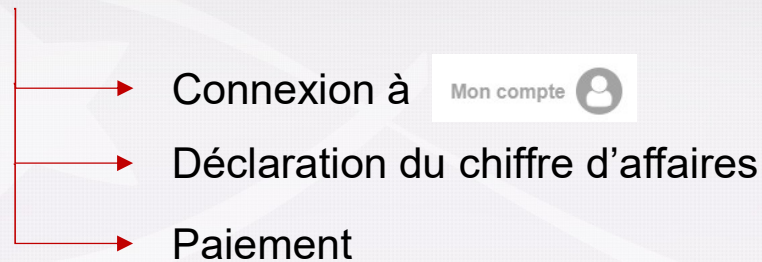 Connexion à Mon compte
Déclaration du chiffre d’affaires
Paiement